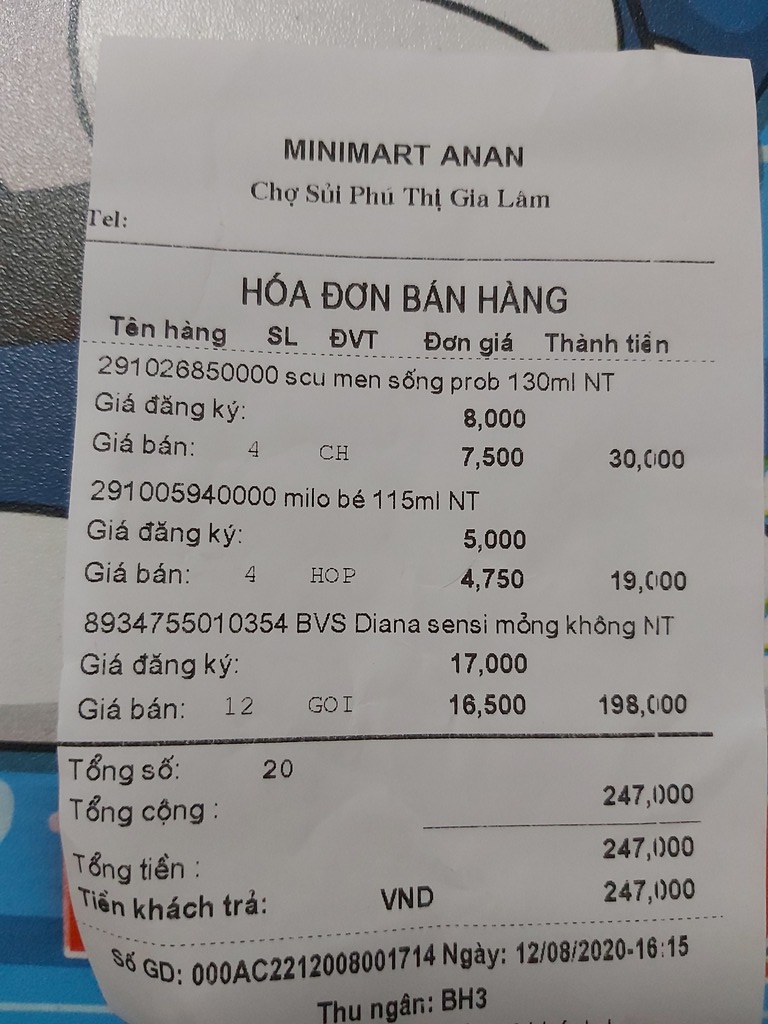 MINIMART ANAN
Chợ Sủi Phú Thị Gia Lâm
Tel:
HÓA ĐƠN BÁN HÀNG
Tên hàng SL ĐVT Đơn giá Thành tiền
291026850000 scu men sống prob 130ml NT
Giá đăng ký: 8,000
Giá bán: 4 CH 7,500 30,000
291005940000 milo bé 115ml NT
Giá đăng ký: 5,000
Giá bán: 4 HOP 4,750 19,000
8934755010354 BVS Diana sensi mỏng không NT
Giá đăng ký: 17,000
Giá bán: 12 GOI 16,500 198,000
Tổng số: 20
Tổng cộng : 247,000
Tổng tiền : 247,000
Tiền khách trả: VND 247,000
Số GD: 000AC2212008001714 Ngày: 12/08/2020-16:15
Thu ngân: BH3